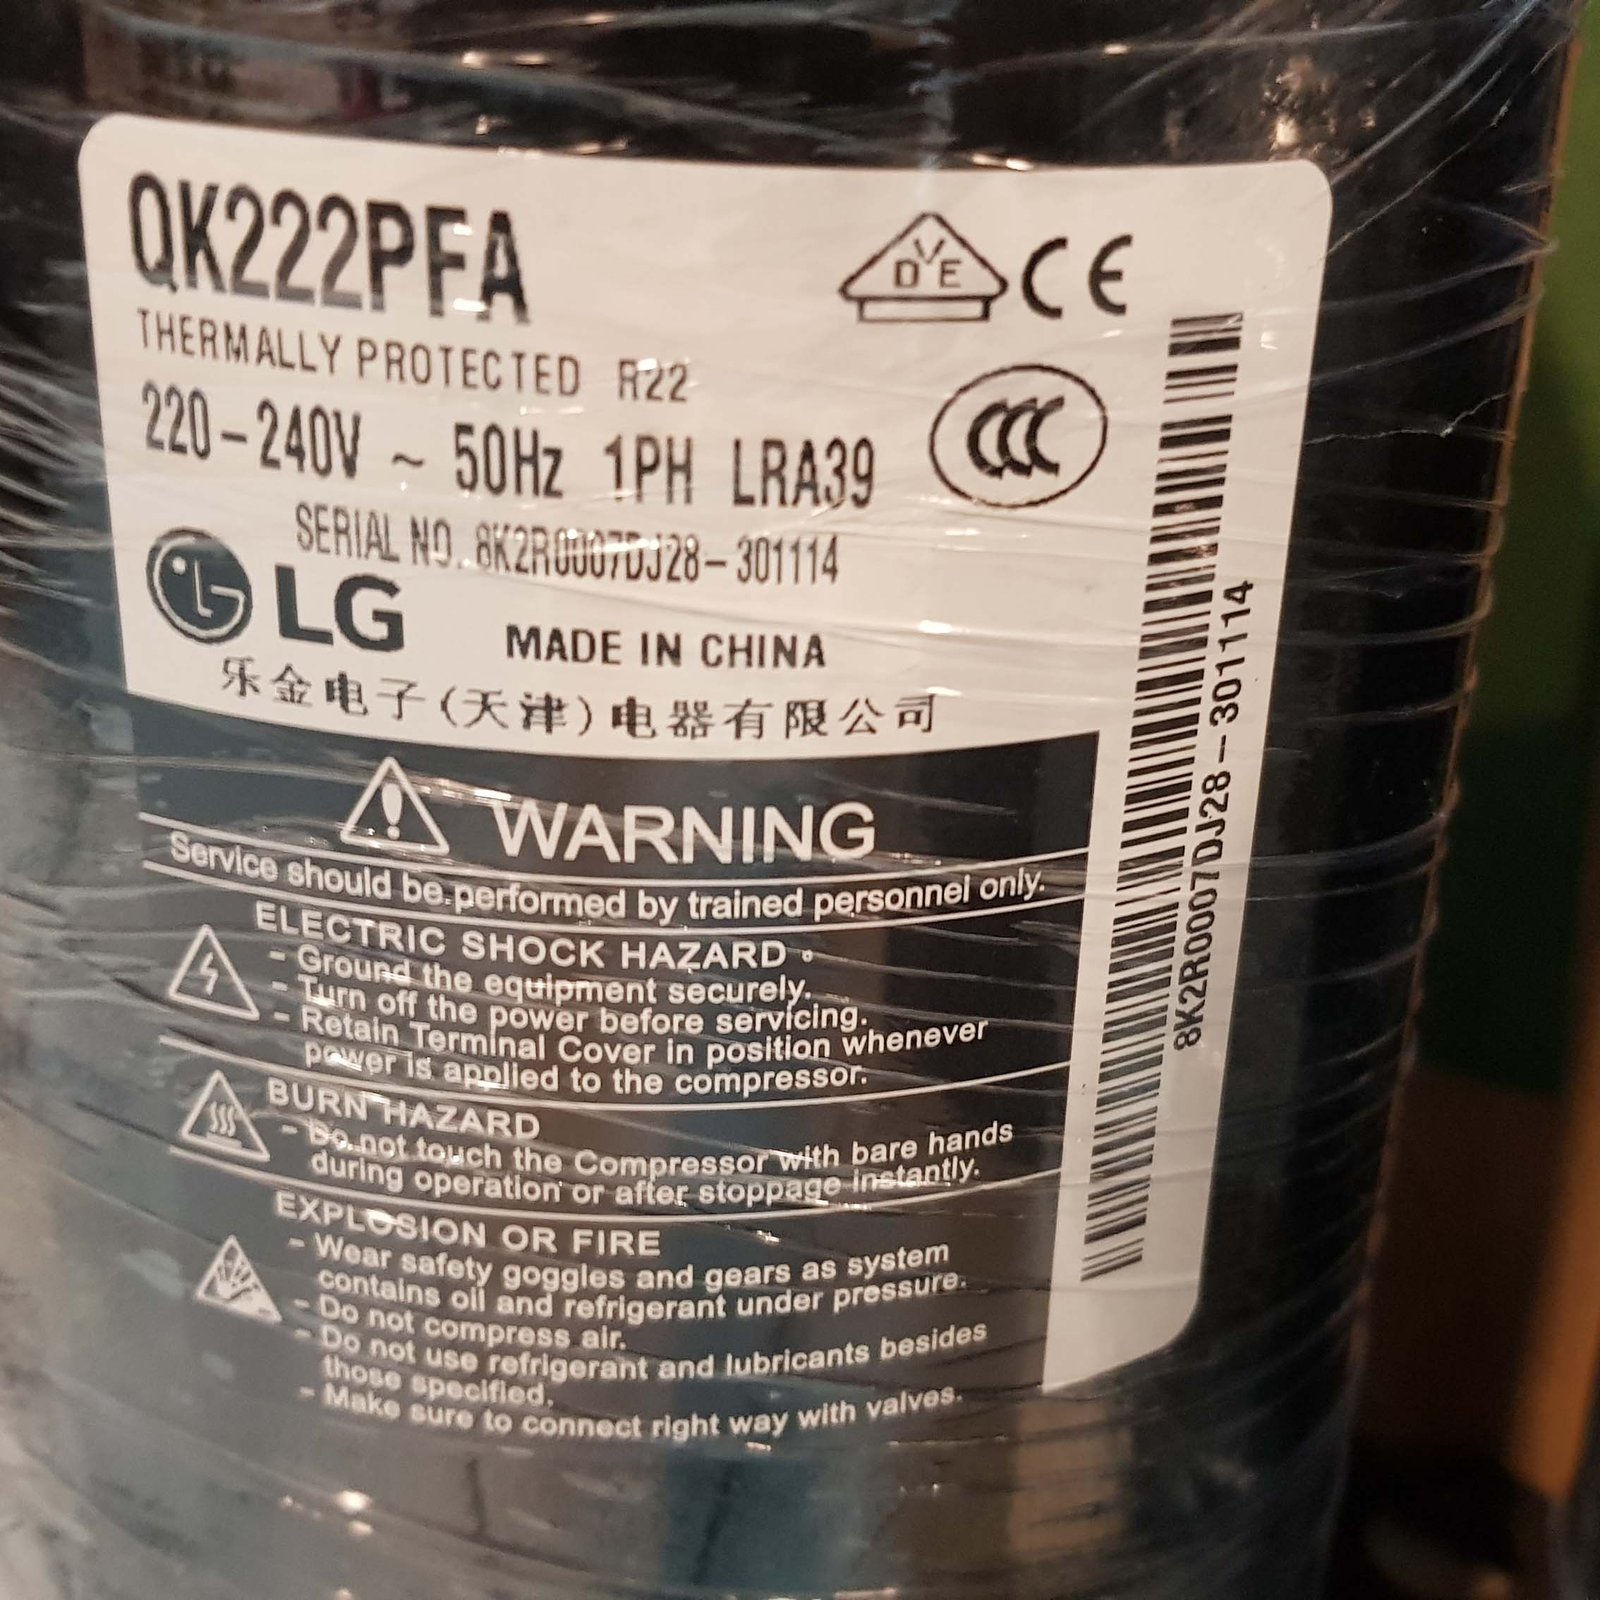 QK222PFA
THERMALLY PROTECTED R22
220-240V ~ 50Hz 1PH LRA39
SERIAL NO. 8K2R0007DJ28-301114
LG
MADE IN CHINA
乐金电子(天津)电器有限公司
DVE
CE
CCC
8K2R0007DJ28-301114
WARNING
Service should be performed by trained personnel only.
ELECTRIC SHOCK HAZARD
- Ground the equipment securely.
- Turn off the power before servicing.
- Retain Terminal Cover in position whenever
power is applied to the compressor.
BURN HAZARD
- Do not touch the Compressor with bare hands
during operation or after stoppage instantly.
EXPLOSION OR FIRE
- Wear safety goggles and gears as system
contains oil and refrigerant under pressure.
- Do not compress air.
- Do not use refrigerant and lubricants besides
those specified.
- Make sure to connect right way with valves.